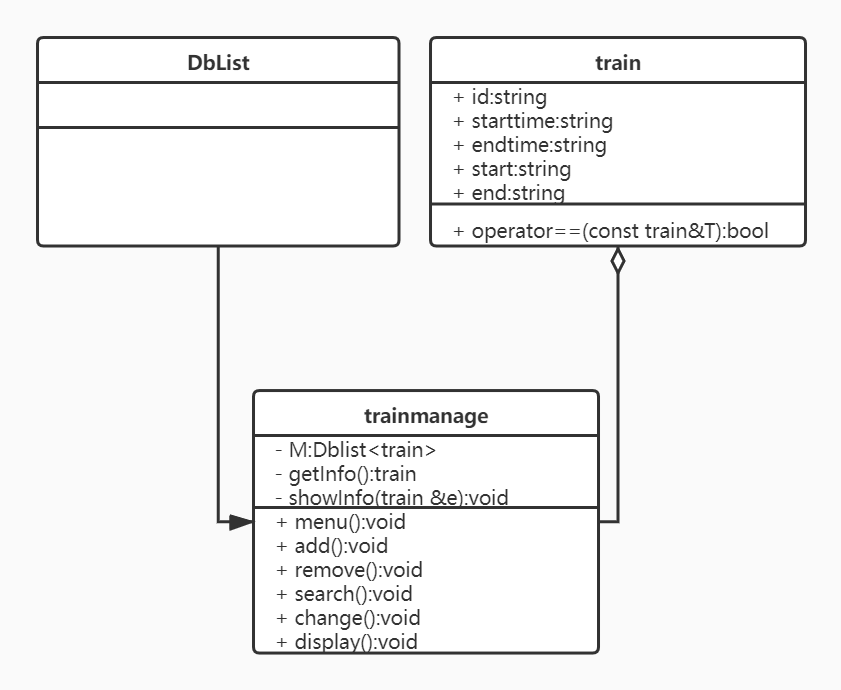 DbList
train
+ id:string
+ starttime:string
+ endtime:string
+ start:string
+ end:string
+ operator==(const train&T):bool
trainmanage
- M:Dblist<train>
- getInfo():train
- showInfo(train &e):void
+ menu():void
+ add():void
+ remove():void
+ search():void
+ change():void
+ display():void